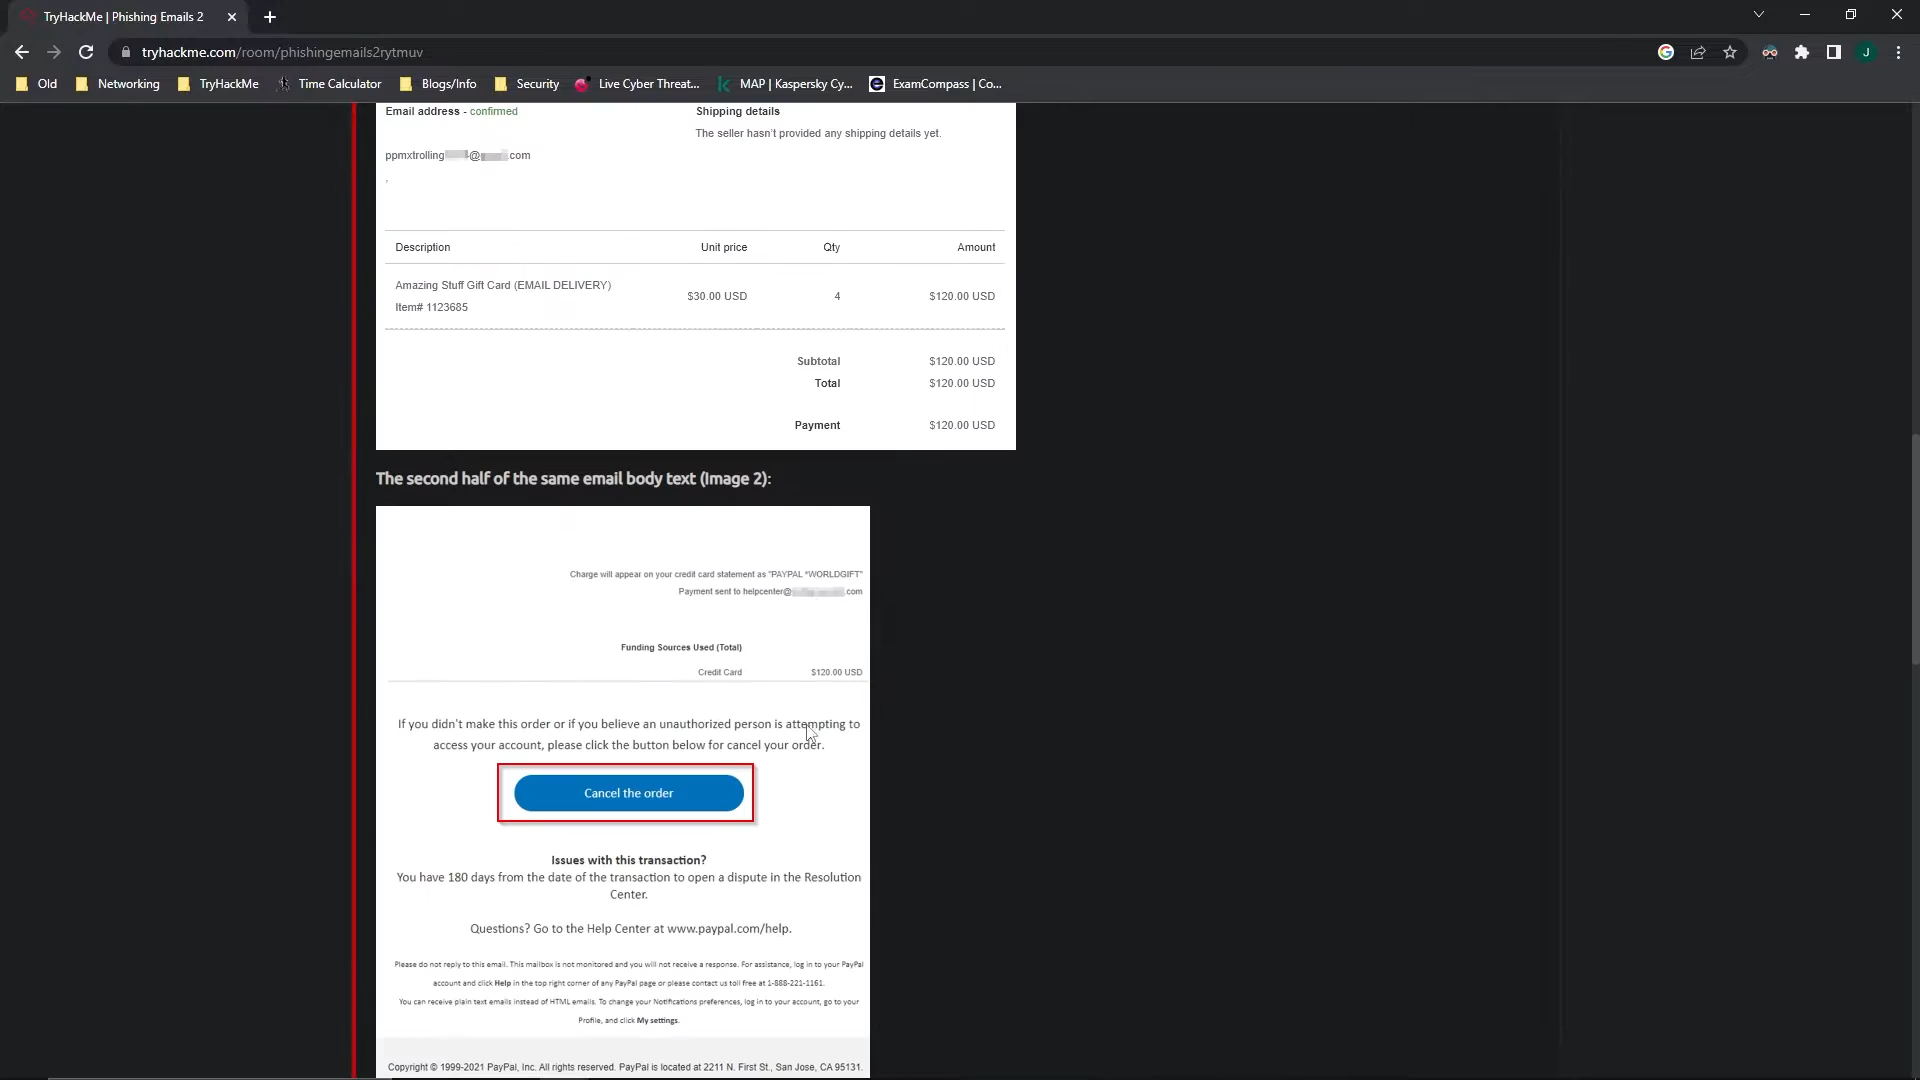 TryHackMe | Phishing Emails 2
tryhackme.com/room/phishingemails2rytmuv
Old Networking TryHackMe Time Calculator Blogs/Info Security Live Cyber Threat... MAP | Kaspersky Cy... ExamCompass | Co...
Email address - confirmed
Shipping details
The seller hasn't provided any shipping details yet.
ppmxtrolling @ .com
,
Description Unit price Qty Amount
Amazing Stuff Gift Card (EMAIL DELIVERY)
Item# 1123685
$30.00 USD 4 $120.00 USD
Subtotal $120.00 USD
Total $120.00 USD
Payment $120.00 USD
The second half of the same email body text (Image 2):
Charge will appear on your credit card statement as "PAYPAL *WORLDGIFT"
Payment sent to helpcenter@ .com
Funding Sources Used (Total)
Credit Card $120.00 USD
If you didn't make this order or if you believe an unauthorized person is attempting to
access your account, please click the button below for cancel your order.
Cancel the order
Issues with this transaction?
You have 180 days from the date of the transaction to open a dispute in the Resolution
Center.
Questions? Go to the Help Center at www.paypal.com/help.
Please do not reply to this email. This mailbox is not monitored and you will not receive a response. For assistance, log in to your PayPal
account and click Help in the top right corner of any PayPal page or please contact us toll free at 1-888-221-1161.
You can receive plain text emails instead of HTML emails. To change your Notifications preferences, log in to your account, go to your
Profile, and click My settings.
Copyright © 1999-2021 PayPal, Inc. All rights reserved. PayPal is located at 2211 N. First St., San Jose, CA 95131.